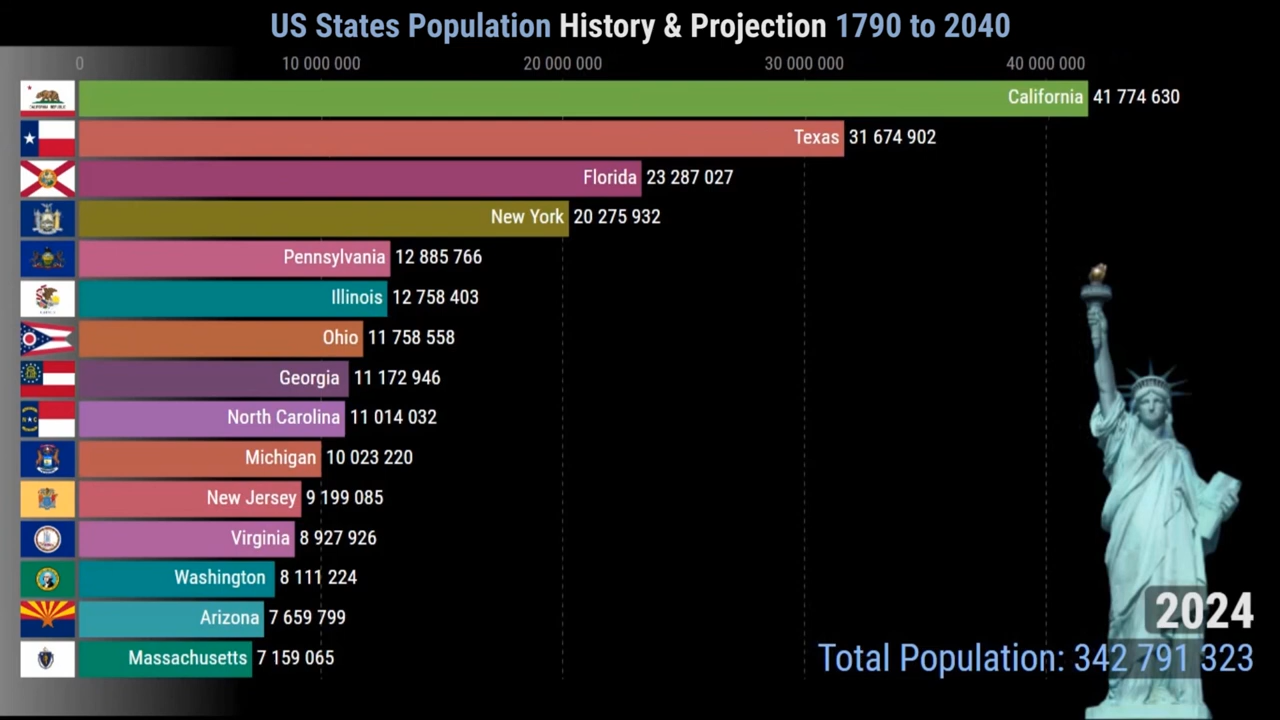 US States Population History & Projection 1790 to 2040
0 10 000 000 20 000 000 30 000 000 40 000 000
California 41 774 630
Texas 31 674 902
Florida 23 287 027
New York 20 275 932
Pennsylvania 12 885 766
Illinois 12 758 403
Ohio 11 758 558
Georgia 11 172 946
North Carolina 11 014 032
Michigan 10 023 220
New Jersey 9 199 085
Virginia 8 927 926
Washington 8 111 224
Arizona 7 659 799
Massachusetts 7 159 065
2024
Total Population: 342 791 323